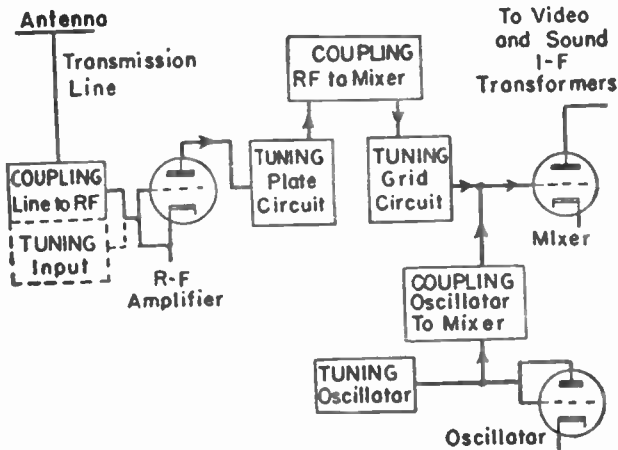 Antenna
Transmission
Line
COUPLING
Line to RF
TUNING
Input
R-F
Amplifier
TUNING
Plate
Circuit
COUPLING
RF to Mixer
TUNING
Grid
Circuit
To Video
and Sound
I-F
Transformers
Mixer
COUPLING
Oscillator
To Mixer
TUNING
Oscillator
Oscillator